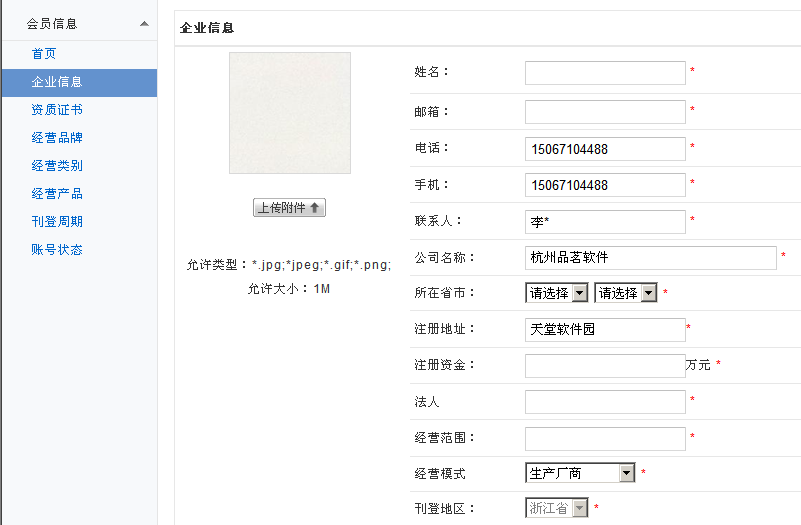 会员信息
首页
企业信息
资质证书
经营品牌
经营类别
经营产品
刊登周期
账号状态
企业信息
上传附件
允许类型：*.jpg;*jpeg;*.gif;*.png;
允许大小：1M
姓名： *
邮箱： *
电话： 15067104488 *
手机： 15067104488 *
联系人： 李* *
公司名称： 杭州品茗软件 *
所在省市： 请选择 请选择 *
注册地址： 天堂软件园 *
注册资金： 万元 *
法人 *
经营范围： *
经营模式 生产厂商 *
刊登地区： 浙江省 *